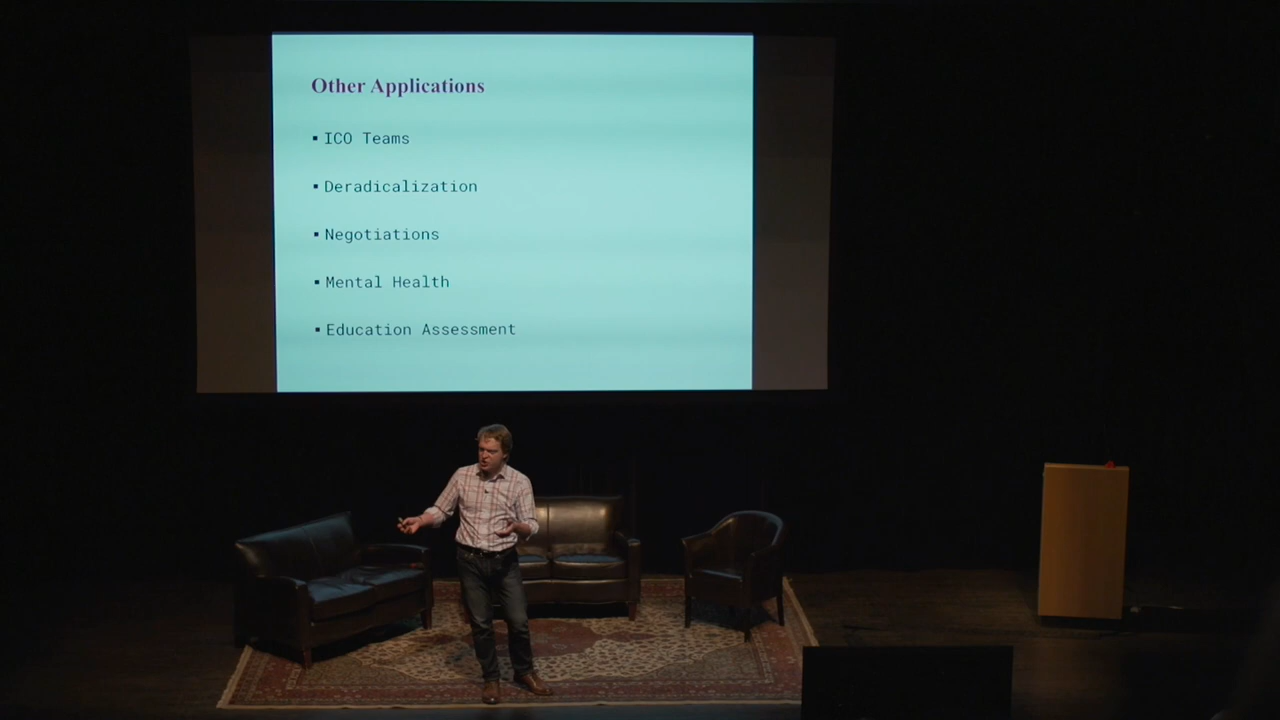 Other Applications
▪ ICO Teams
▪ Deradicalization
▪ Negotiations
▪ Mental Health
▪ Education Assessment